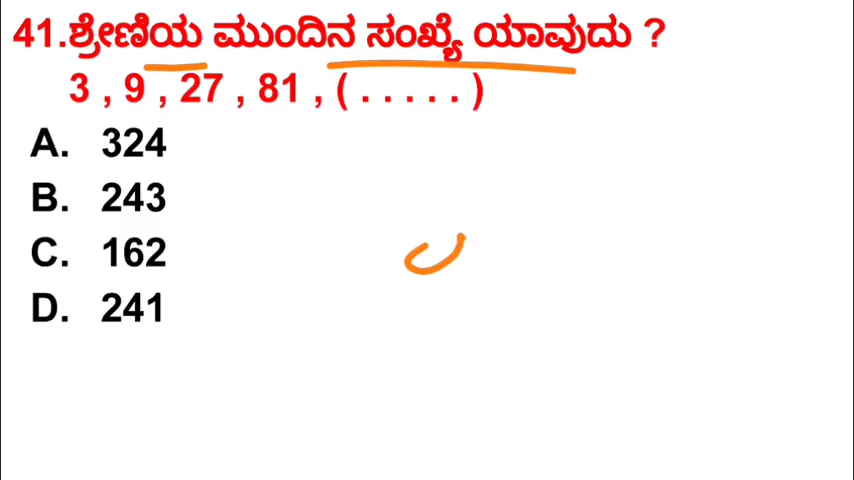 41.ಶ್ರೇಣಿಯ ಮುಂದಿನ ಸಂಖ್ಯೆ ಯಾವುದು ?
3 , 9 , 27 , 81 , ( . . . . . )
A. 324
B. 243
C. 162
D. 241